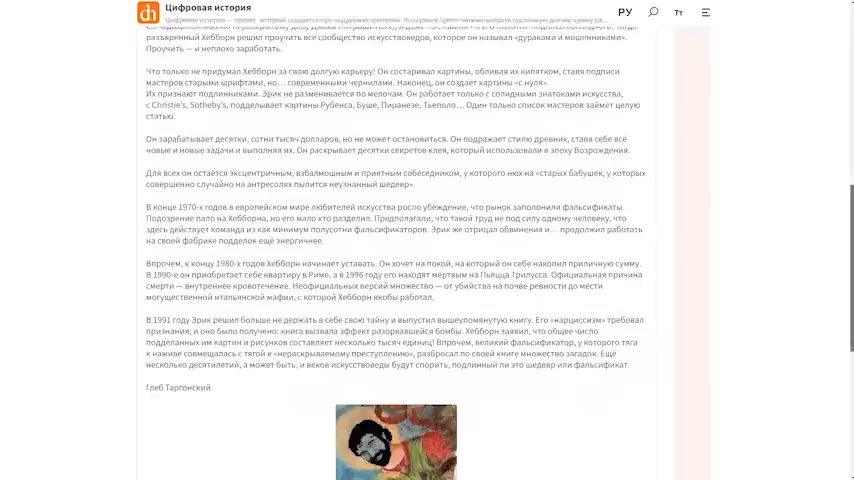 Цифровая история
РУ
Тт
разъярённый Хебборн решил проучить всё сообщество искусствоведов, которое он называл «дураками и мошенниками».
Проучить — и неплохо заработать.
Что только не придумал Хебборн за свою долгую карьеру! Он состаривал картины, обливая их кипятком, ставя подписи
мастеров старыми шрифтами, но… современными чернилами. Наконец, он создаёт картины «с нуля».
Их признают подлинниками. Эрик не разменивается по мелочам. Он работает только с солидными знатоками искусства,
с Christie's, Sotheby's, подделывает картины Рубенса, Буше, Пиранезе, Тьеполо… Один только список мастеров займёт целую
статью.
Он зарабатывает десятки, сотни тысяч долларов, но не может остановиться. Он подражает стилю древних, ставя себе всё
новые и новые задачи и выполняя их. Он раскрывает десятки секретов клея, который использовали в эпоху Возрождения.
Для всех он остаётся эксцентричным, взбалмошным и приятным собеседником, у которого нюх на «старых бабушек, у которых
совершенно случайно на антресолях пылится неузнанный шедевр».
В конце 1970-х годов в европейском мире любителей искусства росло убеждение, что рынок заполонили фальсификаты.
Подозрение пало на Хебборна, но его мало кто разделил. Предполагали, что такой труд не под силу одному человеку, что
здесь действует команда из как минимум полусотни фальсификаторов. Эрик же отрицал обвинения и… продолжил работать
на своей фабрике подделок ещё энергичнее.
Впрочем, к концу 1980-х годов Хебборн начинает уставать. Он хочет на покой, на который он себе накопил приличную сумму.
В 1990-е он приобретает себе квартиру в Риме, а в 1996 году его находят мёртвым на Пьяцца Трилусса. Официальная причина
смерти — внутреннее кровотечение. Неофициальных версий множество — от убийства на почве ревности до мести
могущественной итальянской мафии, с которой Хебборн якобы работал.
В 1991 году Эрик решил больше не держать в себе свою тайну и выпустил вышеупомянутую книгу. Его «нарциссизм» требовал
признания, и оно было получено: книга вызвала эффект разорвавшейся бомбы. Хебборн заявил, что общее число
подделанных им картин и рисунков составляет несколько тысяч единиц! Впрочем, великий фальсификатор, у которого тяга
к наживе совмещалась с тягой к «нераскрываемому преступлению», разбросал по своей книге множество загадок. Ещё
несколько десятилетий, а может быть, и веков искусствоведы будут спорить, подлинный ли это шедевр или фальсификат.
Глеб Таргонский